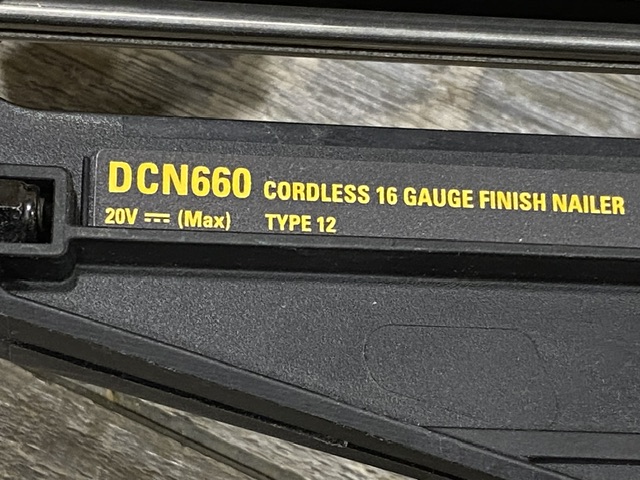 DCN660 CORDLESS 16 GAUGE FINISH NAILER
20V ⎓ (Max) TYPE 12